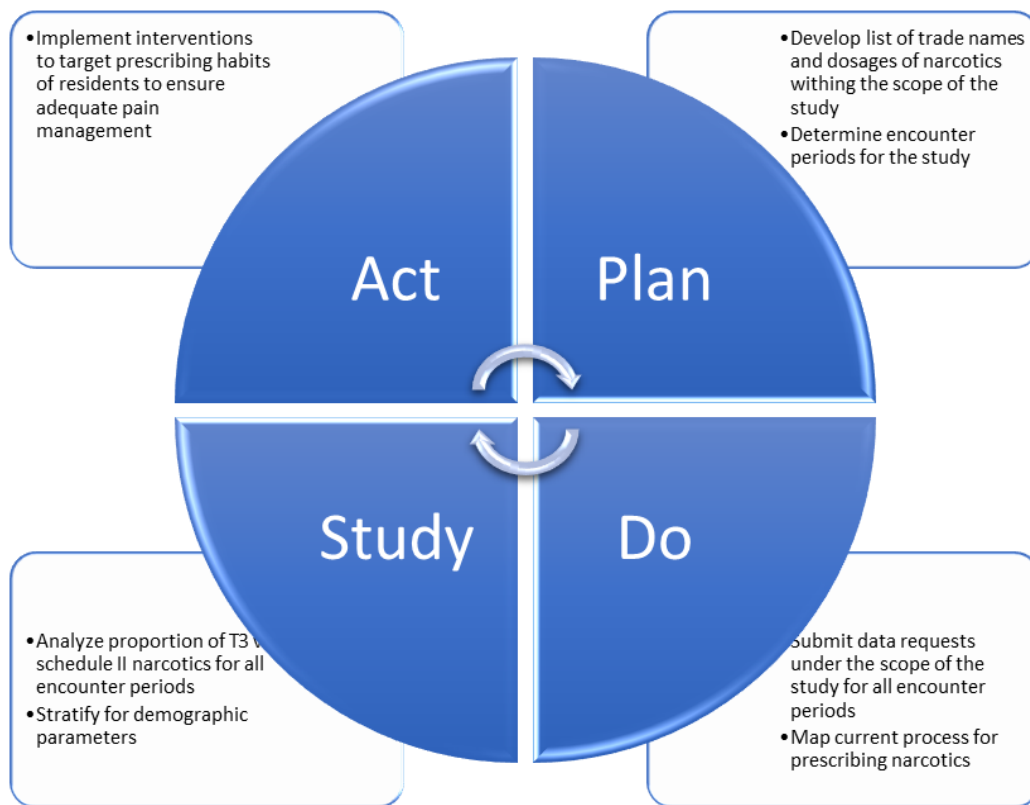 •Implement interventions
to target prescribing habits
of residents to ensure
adequate pain
management
•Develop list of trade names
and dosages of narcotics
withing the scope of the
study
•Determine encounter
periods for the study
Act
Plan
Study
Do
•Analyze proportion of T3
schedule II narcotics for all
encounter periods
•Stratify for demographic
parameters
•Submit data requests
under the scope of the
study for all encounter
periods
•Map current process for
prescribing narcotics